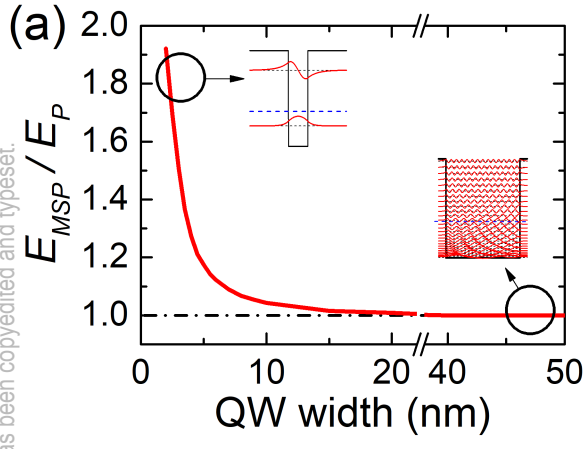 (a)
2.0
1.8
1.6
1.4
1.2
1.0
E_MSP / E_P
0
10
20
40
50
QW width (nm)
as been copyedited and typeset.